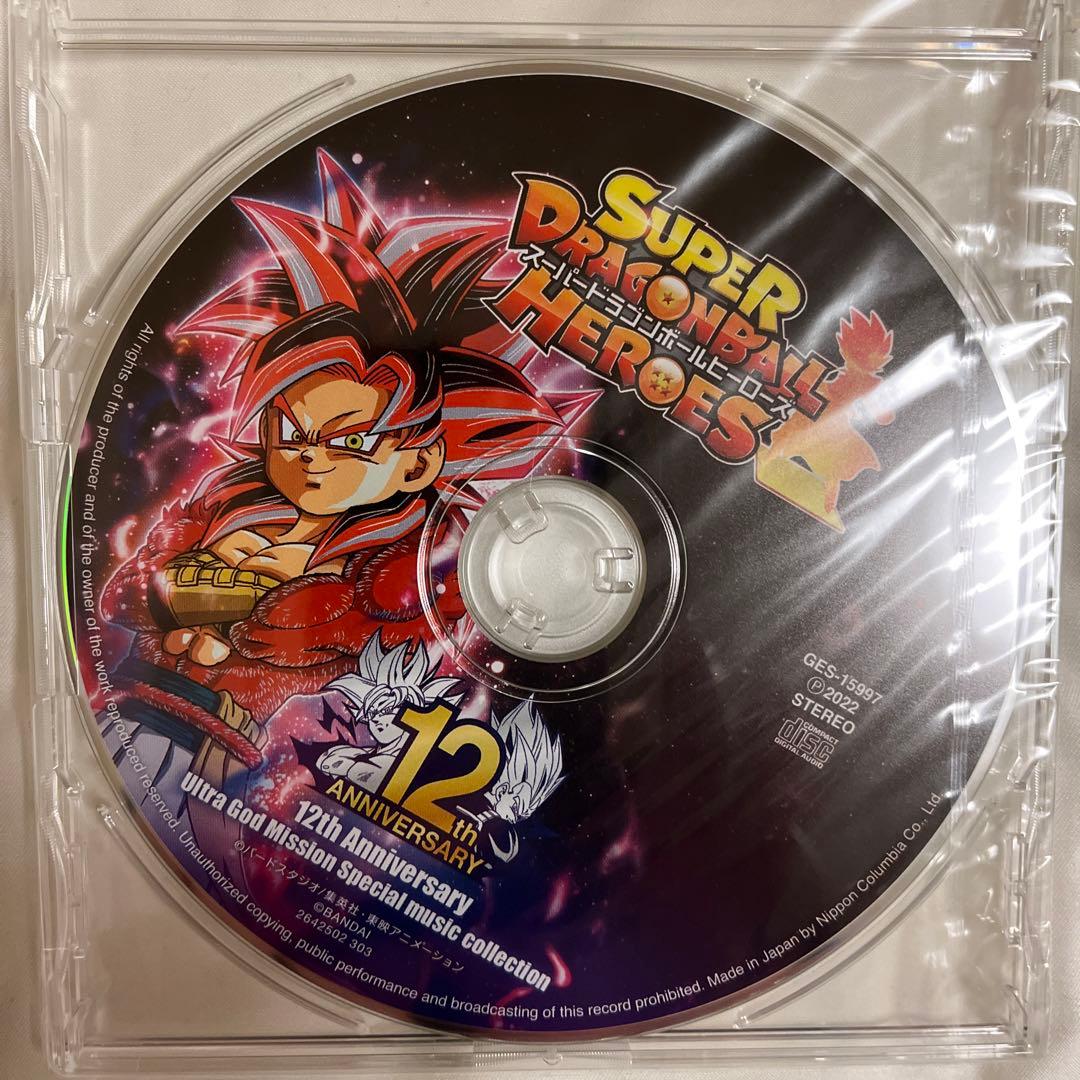 SUPER
DRAGONBALL
スーパードラゴンボールヒーローズ
HEROES
GES-15997
Ⓟ2022
STEREO
COMPACT
disc
DIGITAL AUDIO
12th
ANNIVERSARY
12th Anniversary
Ultra God Mission Special music collection
©バードスタジオ/集英社・東映アニメーション
©BANDAI
2642502 303
All rights of the producer and of the owner of the work reproduced reserved. Unauthorized copying, public performance and broadcasting of this record prohibited. Made in Japan by Nippon Columbia Co., Ltd.